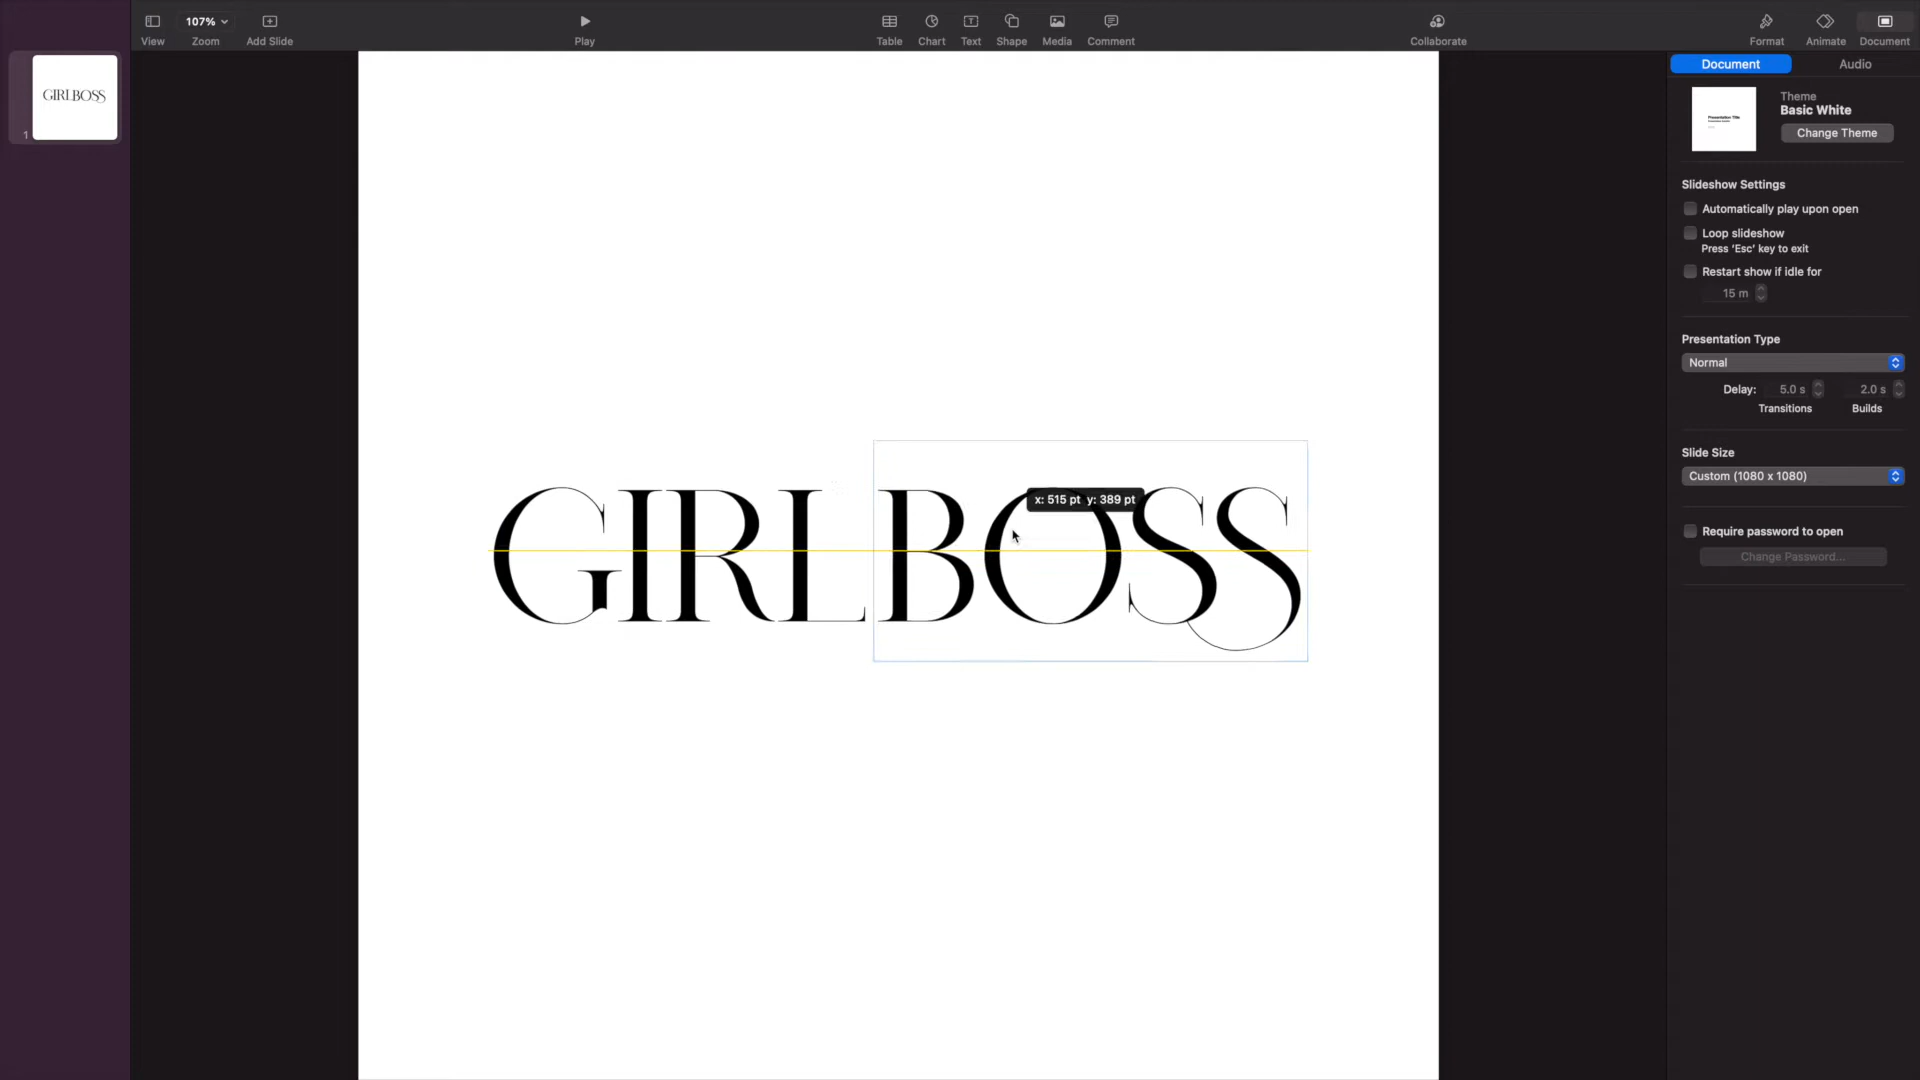 View
107%
Zoom
Add Slide
Play
Table
Chart
Text
Shape
Media
Comment
Collaborate
Format
Animate
Document
GIRLBOSS
1
GIRLBOSS
x: 515 pt y: 389 pt
Document
Audio
Presentation Title
Theme
Basic White
Change Theme
Slideshow Settings
Automatically play upon open
Loop slideshow
Press ‘Esc’ key to exit
Restart show if idle for
15 m
Presentation Type
Normal
Delay: 5.0 s 2.0 s
Transitions Builds
Slide Size
Custom (1080 x 1080)
Require password to open
Change Password...